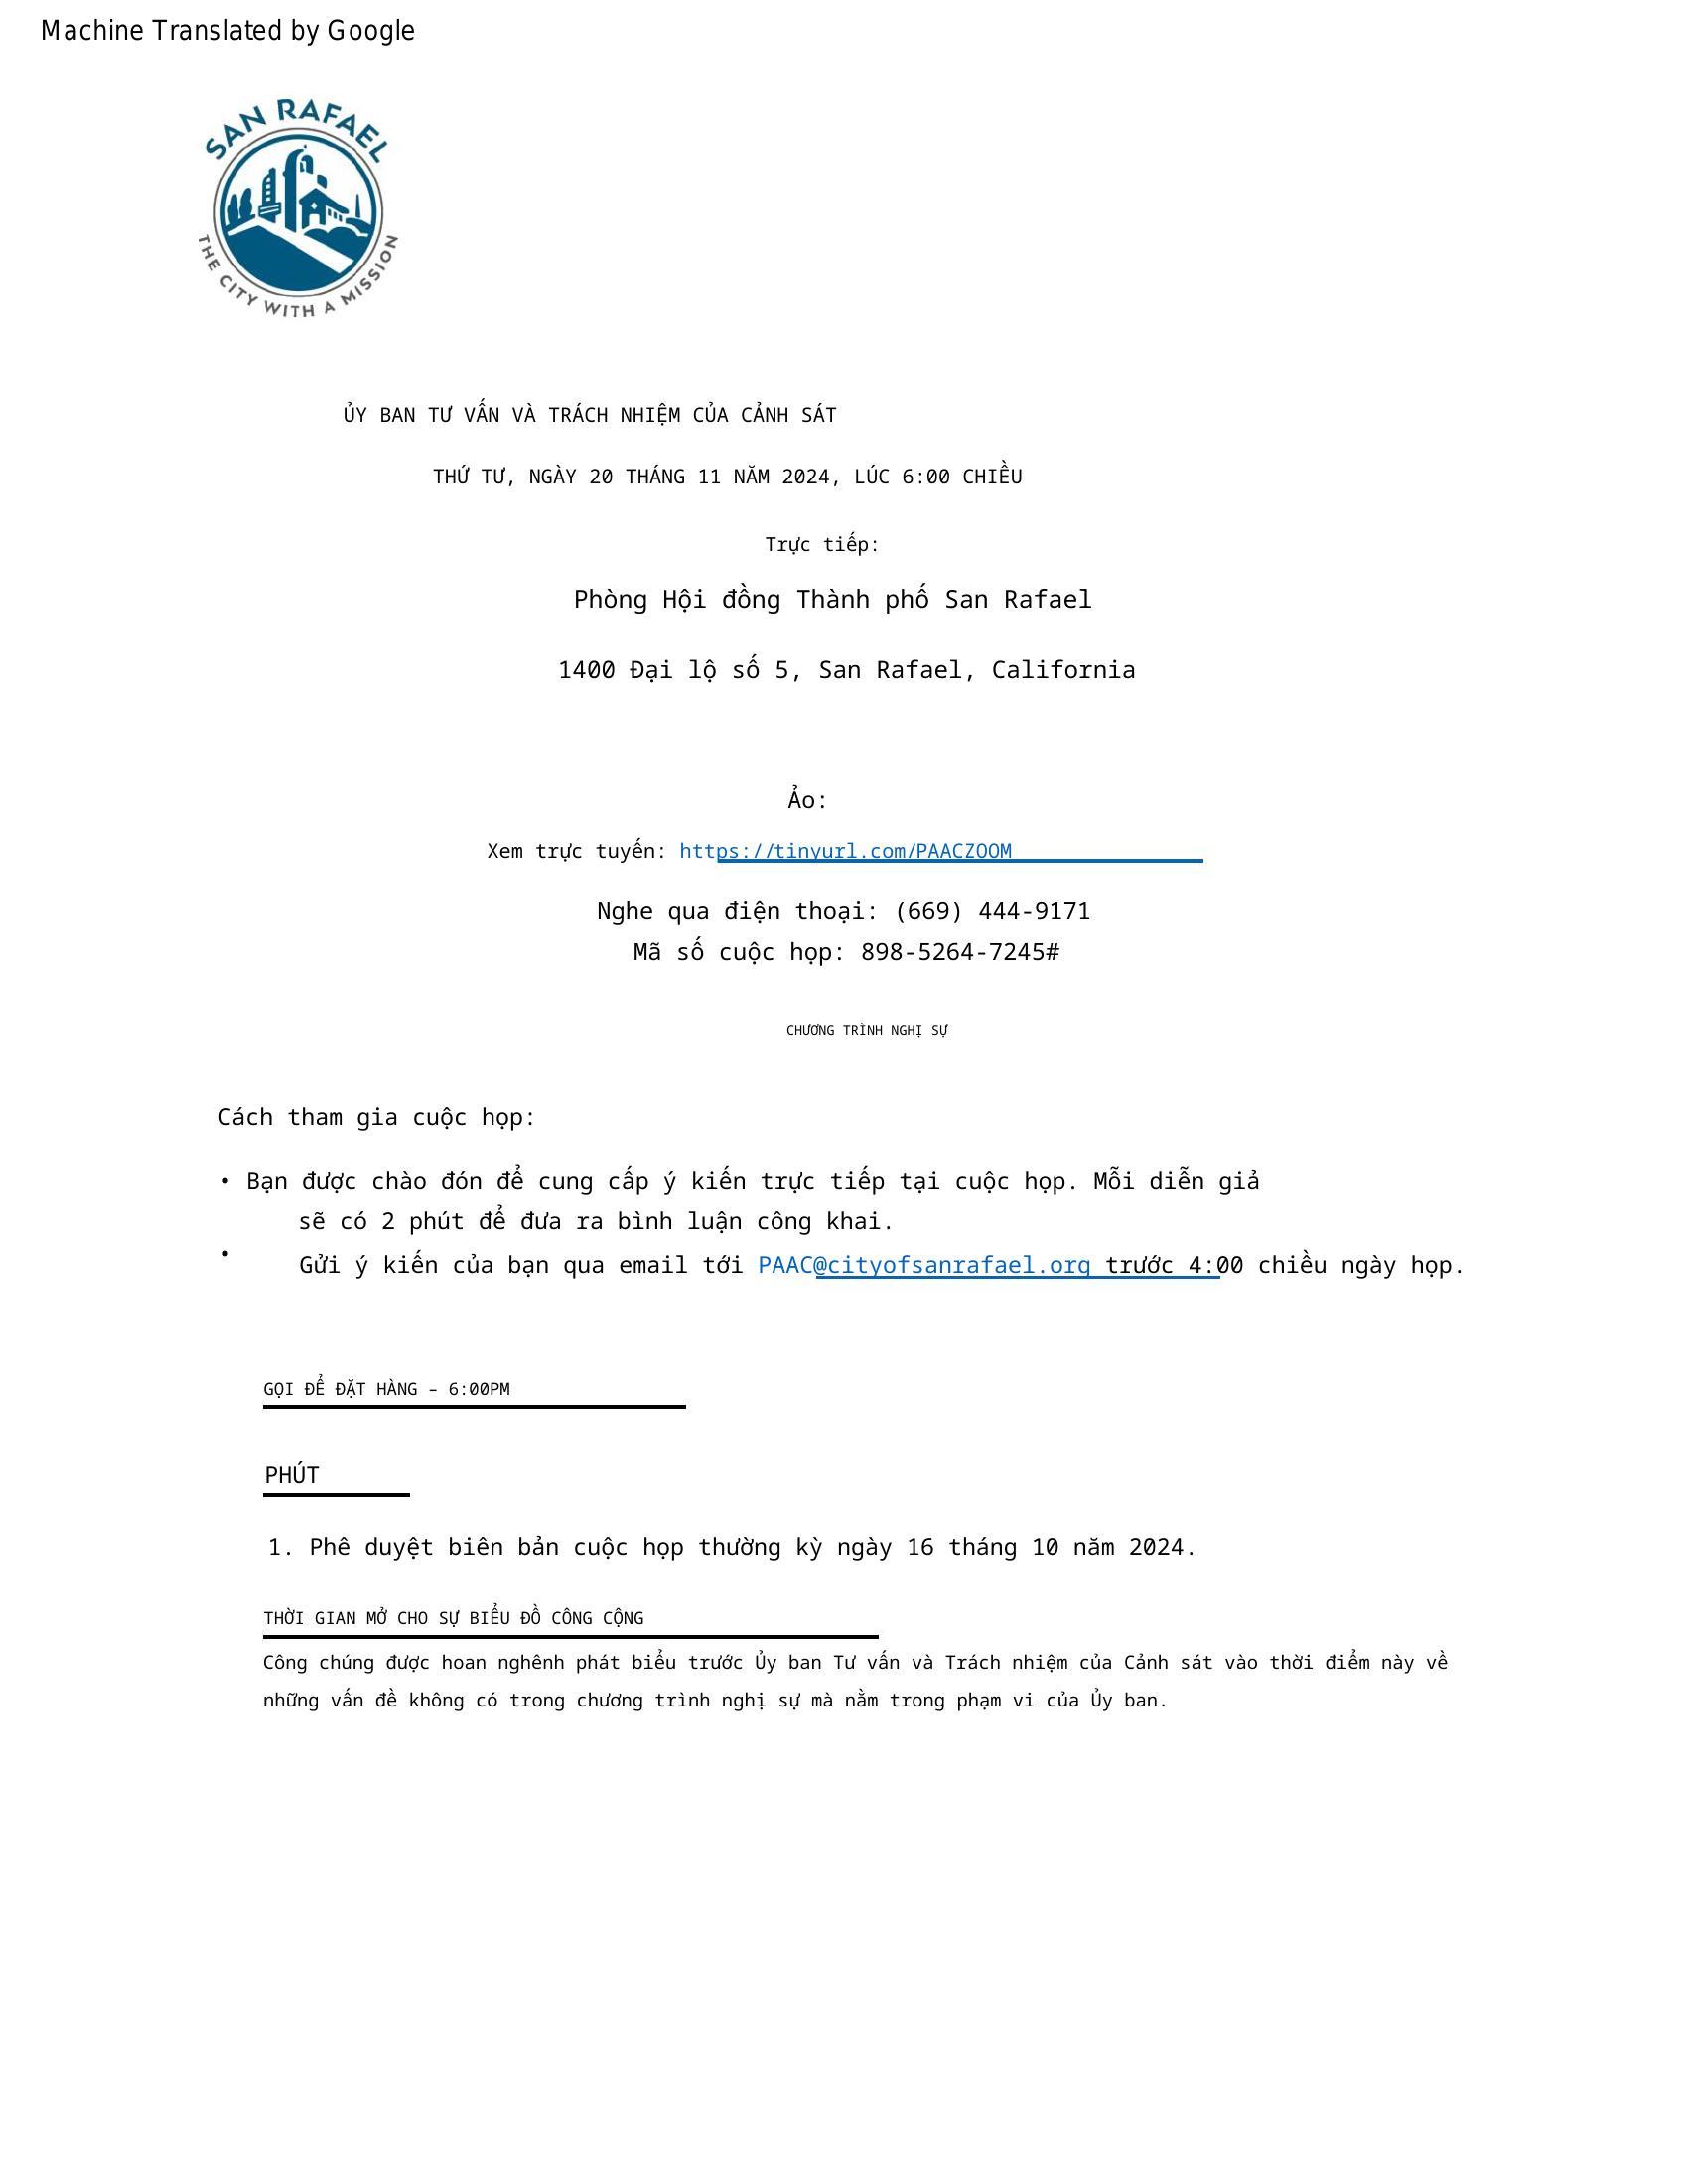 Machine Translated by Google
SAN RAFAEL
THE CITY WITH A MISSION
ỦY BAN TƯ VẤN VÀ TRÁCH NHIỆM CỦA CẢNH SÁT
THỨ TƯ, NGÀY 20 THÁNG 11 NĂM 2024, LÚC 6:00 CHIỀU
Trực tiếp:
Phòng Hội đồng Thành phố San Rafael
1400 Đại lộ số 5, San Rafael, California
Ảo:
Xem trực tuyến: https://tinyurl.com/PAACZOOM
Nghe qua điện thoại: (669) 444-9171
Mã số cuộc họp: 898-5264-7245#
CHƯƠNG TRÌNH NGHỊ SỰ
Cách tham gia cuộc họp:
• Bạn được chào đón để cung cấp ý kiến trực tiếp tại cuộc họp. Mỗi diễn giả
sẽ có 2 phút để đưa ra bình luận công khai.
• Gửi ý kiến của bạn qua email tới PAAC@cityofsanrafael.org trước 4:00 chiều ngày họp.
GỌI ĐỂ ĐẶT HÀNG – 6:00PM
PHÚT
1. Phê duyệt biên bản cuộc họp thường kỳ ngày 16 tháng 10 năm 2024.
THỜI GIAN MỞ CHO SỰ BIỂU ĐỒ CÔNG CỘNG
Công chúng được hoan nghênh phát biểu trước Ủy ban Tư vấn và Trách nhiệm của Cảnh sát vào thời điểm này về
những vấn đề không có trong chương trình nghị sự mà nằm trong phạm vi của Ủy ban.